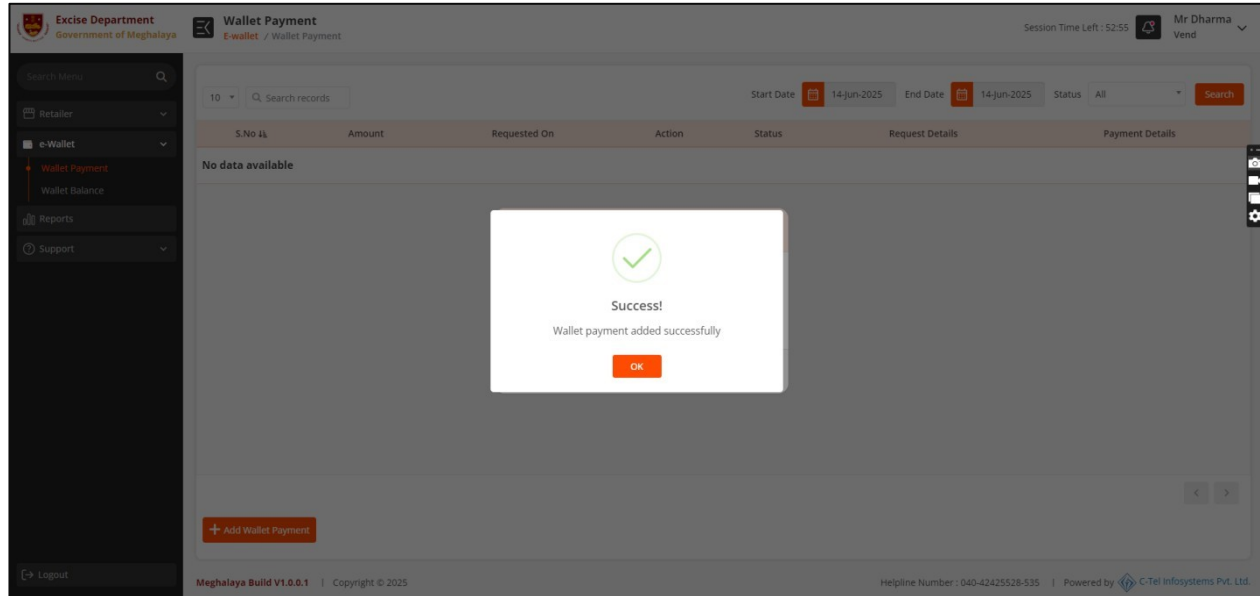 Excise Department
Government of Meghalaya
Wallet Payment
E-wallet / Wallet Payment
Session Time Left : 52:55
Mr Dharma
Vend
Search Menu
10
Search records
Start Date 14-Jun-2025 End Date 14-Jun-2025 Status All Search
Retailer
S.No Amount Requested On Action Status Request Details Payment Details
e-Wallet
No data available
Wallet Payment
Wallet Balance
Reports
Support
Success!
Wallet payment added successfully
OK
< >
+ Add Wallet Payment
Logout
Meghalaya Build V1.0.0.1 | Copyright © 2025
Helpline Number : 040-42425528-535 | Powered by C-Tel Infosystems Pvt. Ltd.